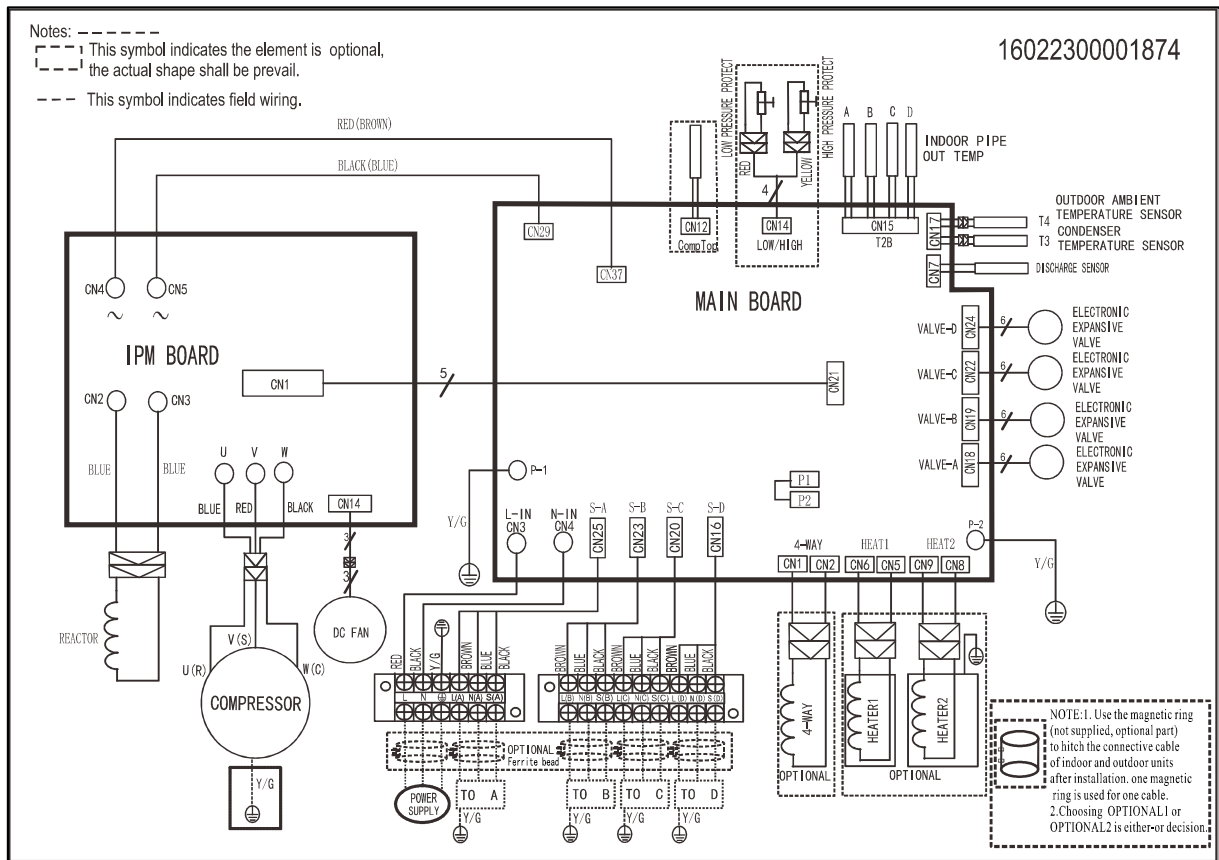 Notes:
This symbol indicates the element is optional,
the actual shape shall be prevail.
This symbol indicates field wiring.
16022300001874
RED(BROWN)
BLACK(BLUE)
LOW PRESSURE PROTECT
HIGH PRESSURE PROTECT
RED
YELLOW
4
A B C D
INDOOR PIPE
OUT TEMP
CN12
CompTop
CN14
LOW/HIGH
CN15
T2B
CN17
CN7
T4
OUTDOOR AMBIENT
TEMPERATURE SENSOR
T3
CONDENSER
TEMPERATURE SENSOR
DISCHARGE SENSOR
CN29
CN37
MAIN BOARD
CN4
CN5
~ ~
IPM BOARD
CN1
5
CN21
CN2
CN3
BLUE
BLUE
U V W
BLUE
RED
BLACK
CN14
3
3
DC FAN
REACTOR
U(R)
V(S)
W(C)
COMPRESSOR
Y/G
VALVE-D
CN24
6
ELECTRONIC
EXPANSIVE
VALVE
VALVE-C
CN22
6
ELECTRONIC
EXPANSIVE
VALVE
VALVE-B
CN19
6
ELECTRONIC
EXPANSIVE
VALVE
VALVE-A
CN18
6
ELECTRONIC
EXPANSIVE
VALVE
P-1
Y/G
P1
P2
P-2
Y/G
L-IN
CN3
N-IN
CN4
S-A
CN25
S-B
CN23
S-C
CN20
S-D
CN16
4-WAY
CN1 CN2
HEAT1
CN6 CN5
HEAT2
CN9 CN8
RED
BLACK
Y/G
BROWN
BLUE
BLACK
L N L(A) N(A) S(A)
BROWN
BLUE
BLACK
BROWN
BLUE
BLACK
BROWN
BLUE
BLACK
L(B) N(B) S(B) L(C) N(C) S(C) L(D) N(D) S(D)
OPTIONAL
Ferrite bead
POWER
SUPPLY
TO A
Y/G
TO B
Y/G
TO C
Y/G
TO D
Y/G
4-WAY
OPTIONAL
HEATER1
HEATER2
OPTIONAL
NOTE:1. Use the magnetic ring
(not supplied, optional part)
to hitch the connective cable
of indoor and outdoor units
after installation. one magnetic
ring is used for one cable.
2.Choosing OPTIONAL1 or
OPTIONAL2 is either-or decision.